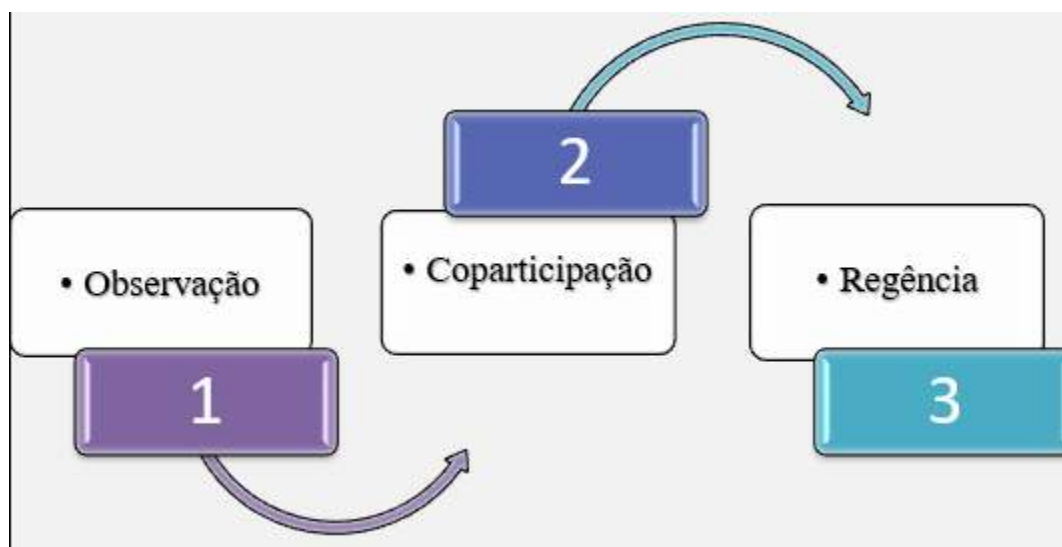 • Observação
1
2
• Coparticipação
• Regência
3